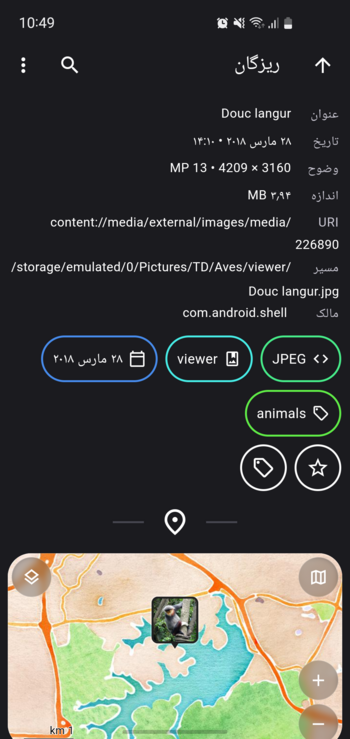 10:49
ریزگان
عنوان Douc langur
تاریخ ۲۸ مارس ۲۰۱۸ • ۱۴:۱۰
وضوح 13 MP • 4209 × 3160
اندازه ۳٫۹۴ MB
URI content://media/external/images/media/
226890
مسیر /storage/emulated/0/Pictures/TD/Aves/viewer/
Douc langur.jpg
مالک com.android.shell
JPEG viewer ۲۸ مارس ۲۰۱۸
animals
1 km